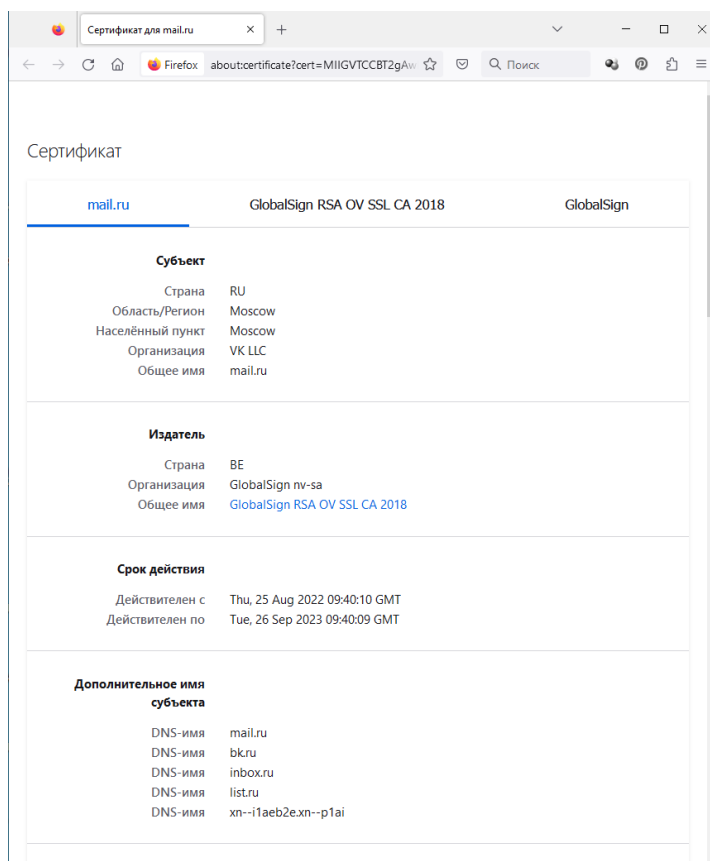 Сертификат для mail.ru
Firefox about:certificate?cert=MIIGVTCCBT2gAw Поиск
Сертификат
mail.ru GlobalSign RSA OV SSL CA 2018 GlobalSign
Субъект
Страна RU
Область/Регион Moscow
Населённый пункт Moscow
Организация VK LLC
Общее имя mail.ru
Издатель
Страна BE
Организация GlobalSign nv-sa
Общее имя GlobalSign RSA OV SSL CA 2018
Срок действия
Действителен с Thu, 25 Aug 2022 09:40:10 GMT
Действителен по Tue, 26 Sep 2023 09:40:09 GMT
Дополнительное имя
субъекта
DNS-имя mail.ru
DNS-имя bk.ru
DNS-имя inbox.ru
DNS-имя list.ru
DNS-имя xn--i1aeb2e.xn--p1ai